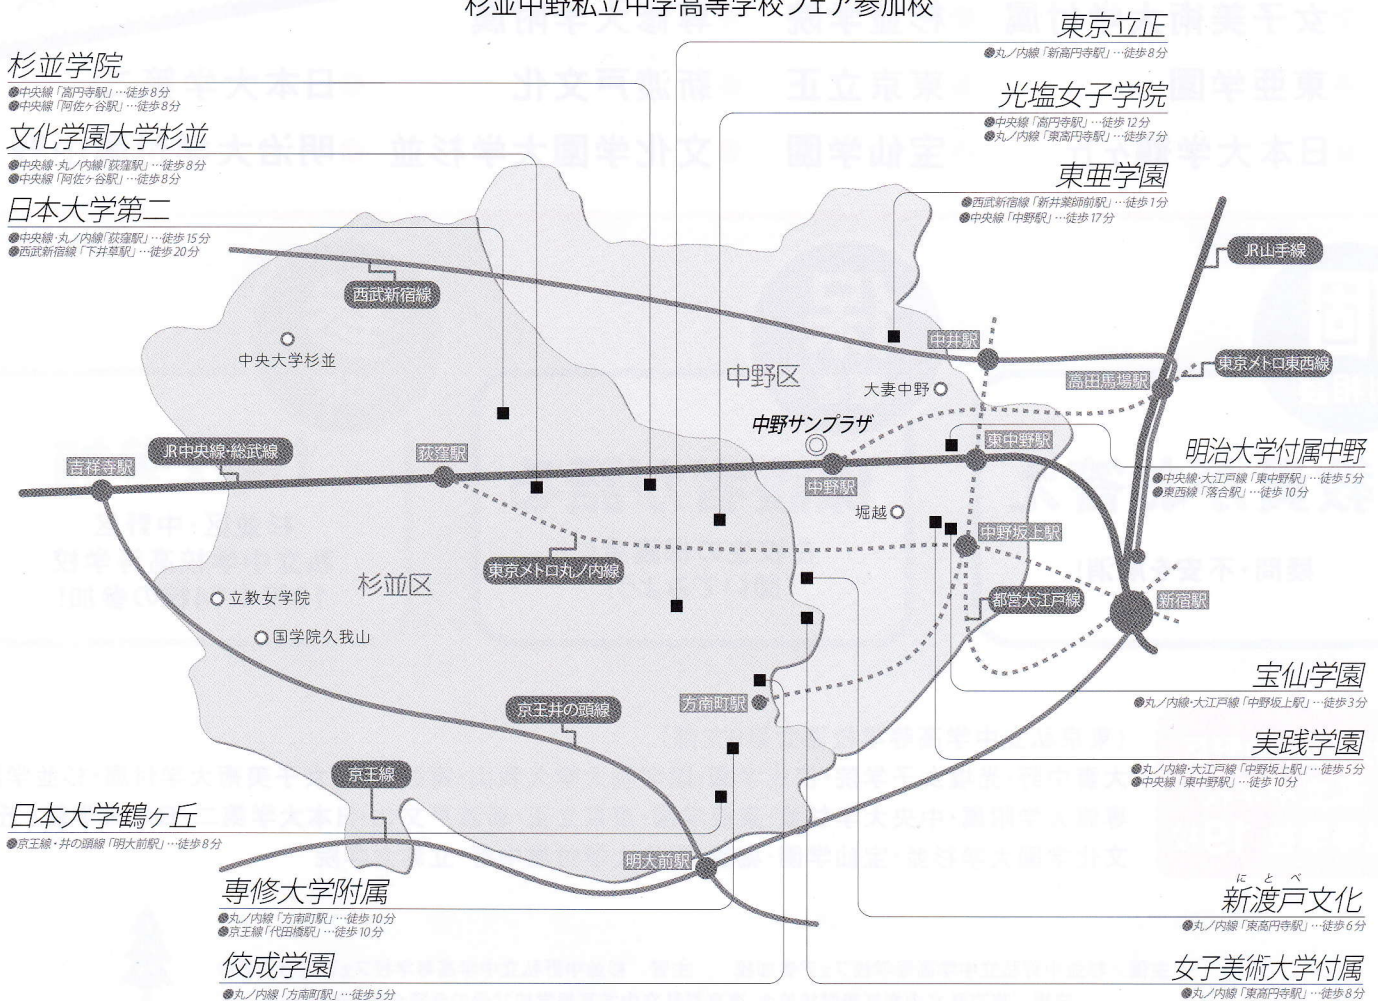 杉並中野私立中学高等学校フェア参加校
杉並学院
●中央線「高円寺駅」…徒歩8分
●中央線「阿佐ヶ谷駅」…徒歩8分
文化学園大学杉並
●中央線・丸ノ内線「荻窪駅」…徒歩8分
●中央線「阿佐ヶ谷駅」…徒歩8分
日本大学第二
●中央線・丸ノ内線「荻窪駅」…徒歩15分
●西武新宿線「下井草駅」…徒歩20分
東京立正
●丸ノ内線「新高円寺駅」…徒歩8分
光塩女子学院
●中央線「高円寺駅」…徒歩12分
●丸ノ内線「東高円寺駅」…徒歩7分
東亜学園
●西武新宿線「新井薬師前駅」…徒歩1分
●中央線「中野駅」…徒歩17分
JR山手線
西武新宿線
中央大学杉並
中井駅
中野区
大妻中野
高田馬場駅
東京メトロ東西線
中野サンプラザ
JR中央線・総武線
荻窪駅
吉祥寺駅
東中野駅
中野駅
明治大学付属中野
●中央線・大江戸線「東中野駅」…徒歩5分
●東西線「落合駅」…徒歩10分
堀越
中野坂上駅
東京メトロ丸ノ内線
杉並区
立教女学院
国学院久我山
都営大江戸線
新宿駅
方南町駅
京王井の頭線
京王線
宝仙学園
●丸ノ内線・大江戸線「中野坂上駅」…徒歩3分
実践学園
●丸ノ内線・大江戸線「中野坂上駅」…徒歩5分
●中央線「東中野駅」…徒歩10分
日本大学鶴ヶ丘
●京王線・井の頭線「明大前駅」…徒歩8分
明大前駅
専修大学附属
●丸ノ内線「方南町駅」…徒歩10分
●京王線「代田橋駅」…徒歩10分
佼成学園
●丸ノ内線「方南町駅」…徒歩5分
にとべ
新渡戸文化
●丸ノ内線「東高円寺駅」…徒歩6分
女子美術大学付属
●丸ノ内線「東高円寺駅」…徒歩8分